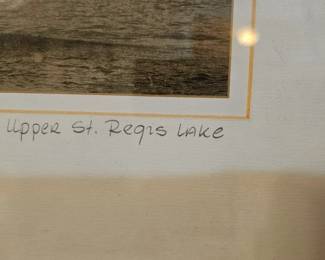 Upper St. Regis Lake